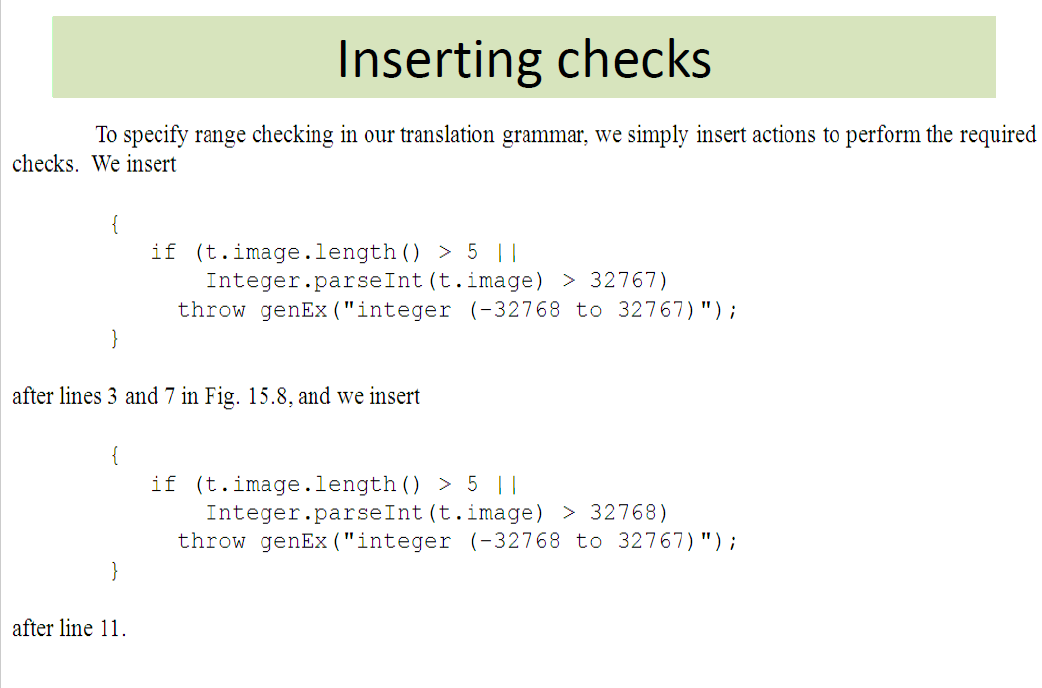 Inserting checks
To specify range checking in our translation grammar, we simply insert actions to perform the required
checks.  We insert
{
if (t.image.length() > 5 ||
Integer.parseInt(t.image) > 32767)
throw genEx("integer (-32768 to 32767)");
}
after lines 3 and 7 in Fig. 15.8, and we insert
{
if (t.image.length() > 5 ||
Integer.parseInt(t.image) > 32768)
throw genEx("integer (-32768 to 32767)");
}
after line 11.